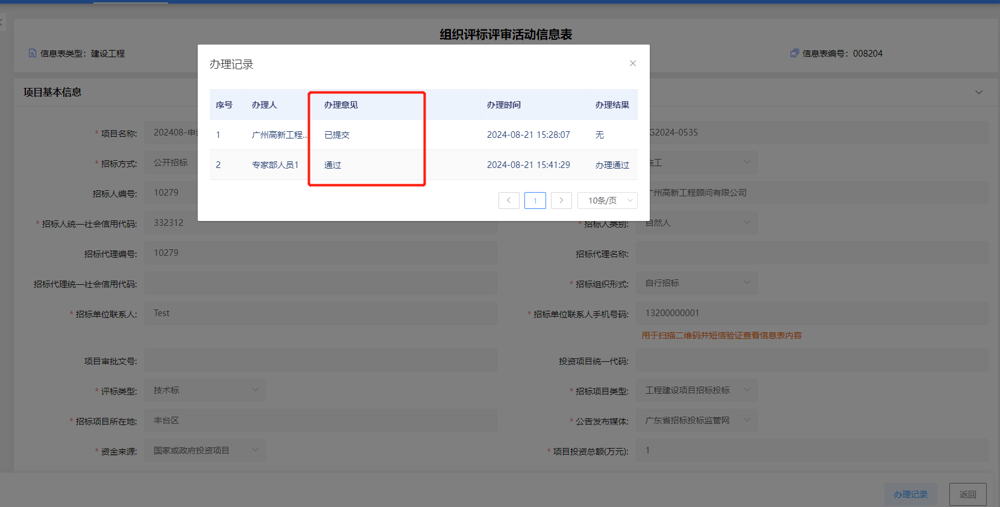 组织评标评审活动信息表
信息表类型：建设工程
信息表编号：008204
办理记录
项目基本信息
序号 办理人 办理意见 办理时间 办理结果
1 广州高新工程... 已提交 2024-08-21 15:28:07 无
2 专家部人员1 通过 2024-08-21 15:41:29 办理通过
1 10条/页
* 项目名称: 202408-申 G2024-0535
* 招标方式: 公开招标 施工
招标人编号: 10279 广州高新工程顾问有限公司
* 招标人统一社会信用代码: 332312 * 招标人类别: 自然人
招标代理编号: 10279 招标代理名称:
招标代理统一社会信用代码: * 招标组织形式: 自行招标
* 招标单位联系人: Test * 招标单位联系人手机号码: 13200000001
用于扫描二维码并短信验证查看信息表内容
项目审批文号: 投资项目统一代码:
* 评标类型: 技术标 * 招标项目类型: 工程建设项目招标投标
* 招标项目所在地: 丰台区 * 公告发布媒体: 广东省招标投标监管网
* 资金来源: 国家或政府投资项目 * 项目投资总额(万元): 1
办理记录 返回